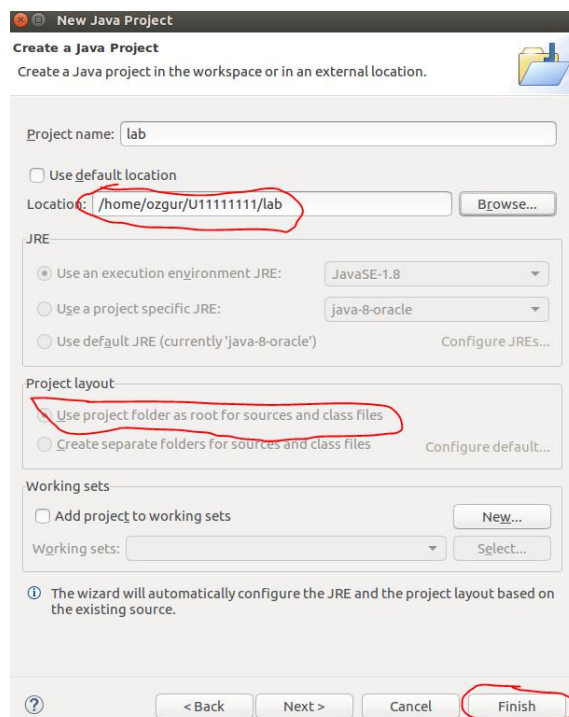 New Java Project
Create a Java Project
Create a Java project in the workspace or in an external location.
Project name: lab
Use default location
Location: /home/ozgur/U11111111/lab Browse...
JRE
Use an execution environment JRE: JavaSE-1.8
Use a project specific JRE: java-8-oracle
Use default JRE (currently 'java-8-oracle') Configure JREs...
Project layout
Use project folder as root for sources and class files
Create separate folders for sources and class files Configure default...
Working sets
Add project to working sets New...
Working sets: Select...
The wizard will automatically configure the JRE and the project layout based on
the existing source.
? < Back Next > Cancel Finish